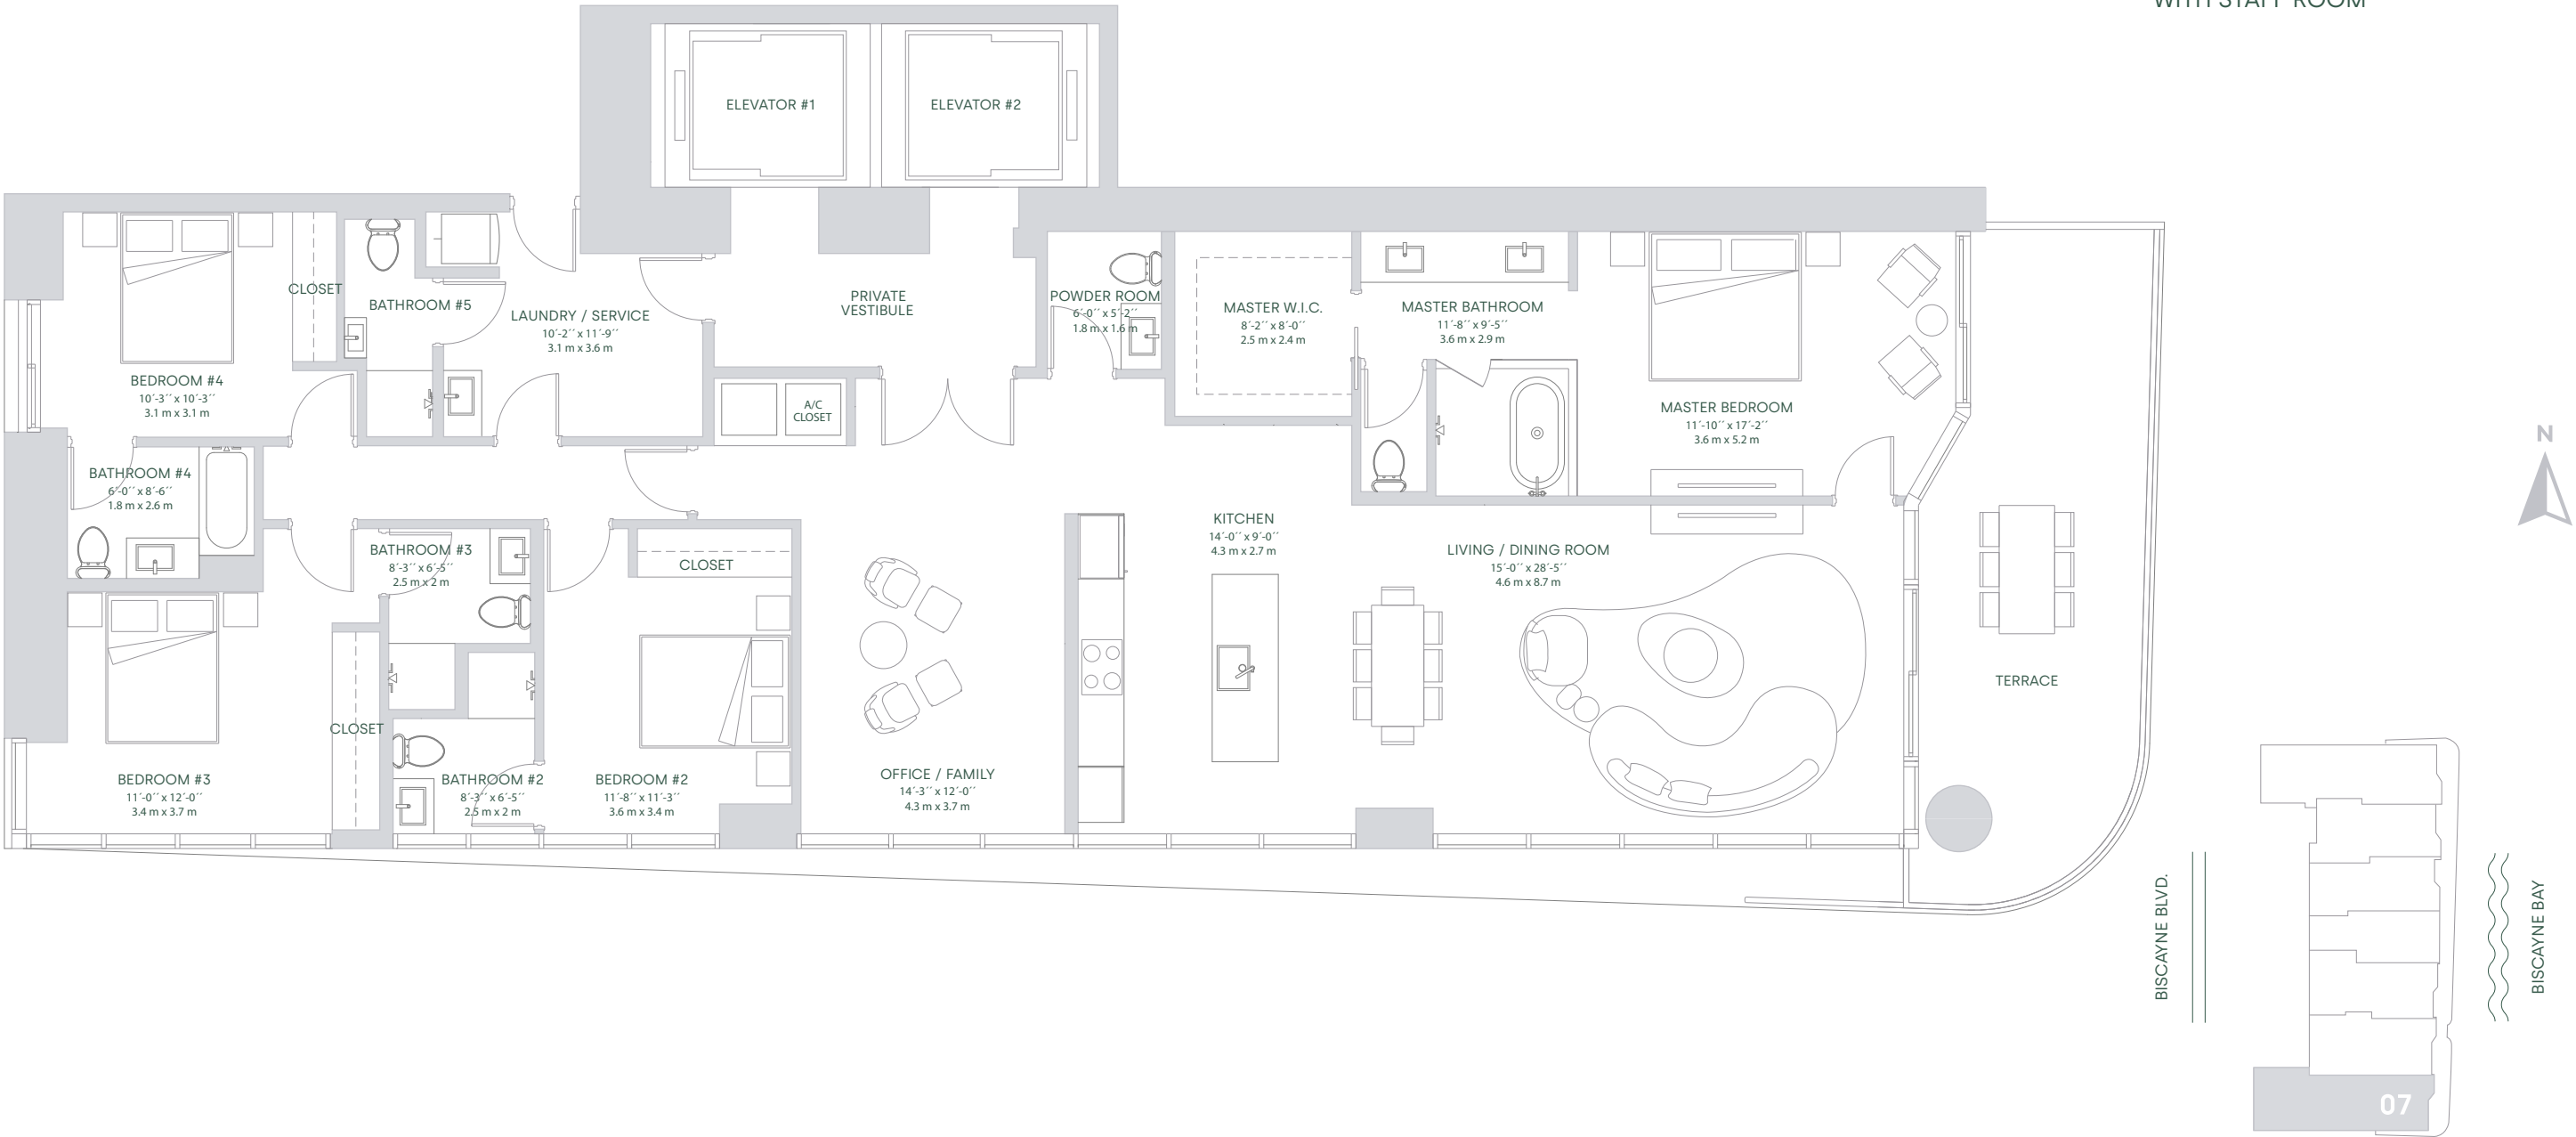 WITH STAFF ROOM
ELEVATOR #1
ELEVATOR #2
CLOSET
BATHROOM #5
LAUNDRY / SERVICE
10´-2´´ x 11´-9´´
3.1 m x 3.6 m
PRIVATE
VESTIBULE
POWDER ROOM
6´-0´´ x 5´-2´´
1.8 m x 1.6 m
MASTER W.I.C.
8´-2´´ x 8´-0´´
2.5 m x 2.4 m
MASTER BATHROOM
11´-8´´ x 9´-5´´
3.6 m x 2.9 m
BEDROOM #4
10´-3´´ x 10´-3´´
3.1 m x 3.1 m
A/C
CLOSET
MASTER BEDROOM
11´-10´´ x 17´-2´´
3.6 m x 5.2 m
N
BATHROOM #4
6´-0´´ x 8´-6´´
1.8 m x 2.6 m
BATHROOM #3
8´-3´´ x 6´-5´´
2.5 m x 2 m
CLOSET
KITCHEN
14´-0´´ x 9´-0´´
4.3 m x 2.7 m
LIVING / DINING ROOM
15´-0´´ x 28´-5´´
4.6 m x 8.7 m
TERRACE
CLOSET
BEDROOM #3
11´-0´´ x 12´-0´´
3.4 m x 3.7 m
BATHROOM #2
8´-3´´ x 6´-5´´
2.5 m x 2 m
BEDROOM #2
11´-8´´ x 11´-3´´
3.6 m x 3.4 m
OFFICE / FAMILY
14´-3´´ x 12´-0´´
4.3 m x 3.7 m
BISCAYNE BLVD.
BISCAYNE BAY
07